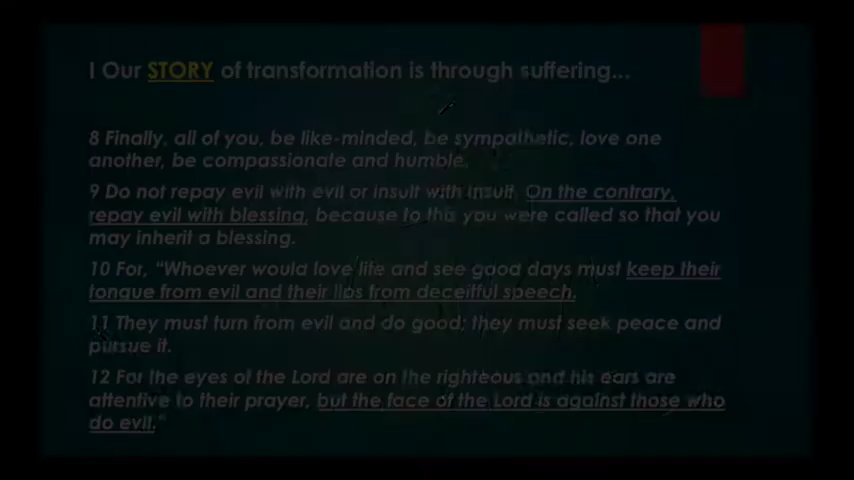 I Our STORY of transformation is through suffering...
8 Finally, all of you, be like-minded, be sympathetic, love one
another, be compassionate and humble.
9 Do not repay evil with evil or insult with insult. On the contrary,
repay evil with blessing, because to this you were called so that you
may inherit a blessing.
10 For, “Whoever would love life and see good days must keep their
tongue from evil and their lips from deceitful speech.
11 They must turn from evil and do good; they must seek peace and
pursue it.
12 For the eyes of the Lord are on the righteous and his ears are
attentive to their prayer, but the face of the Lord is against those who
do evil.”